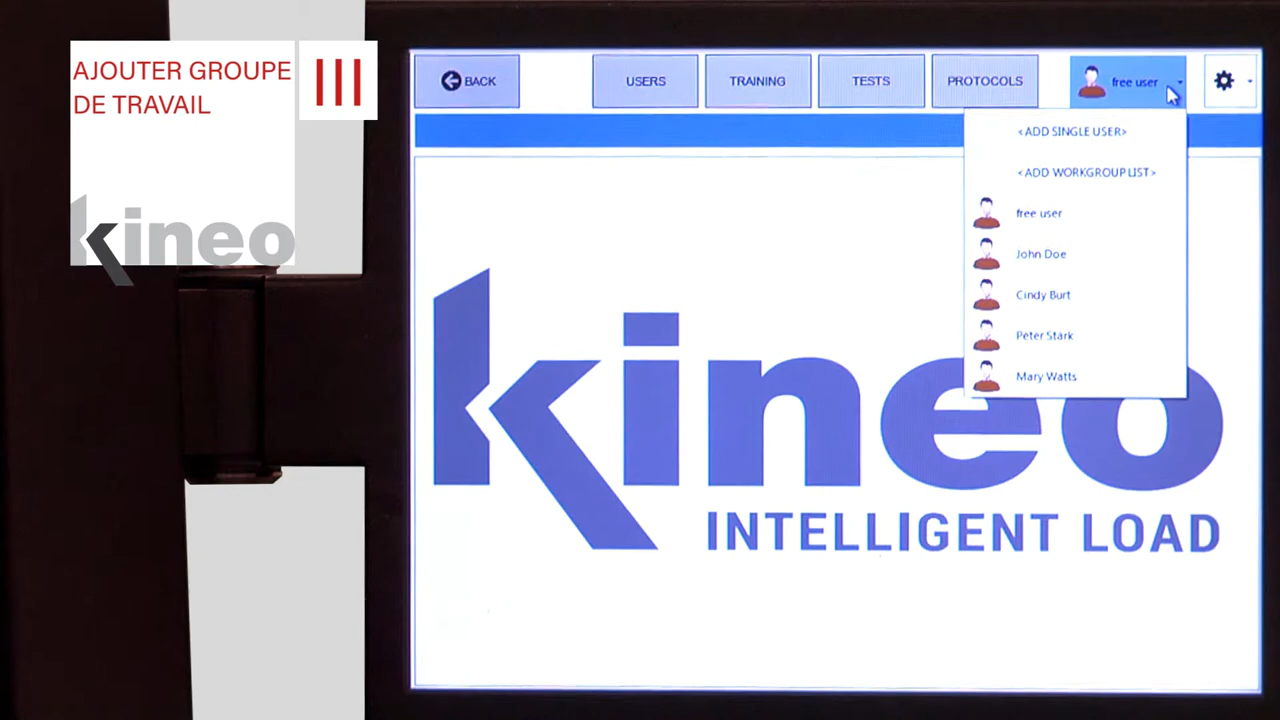 AJOUTER GROUPE
DE TRAVAIL
III
kineo
BACK
USERS
TRAINING
TESTS
PROTOCOLS
free user
<ADD SINGLE USER>
<ADD WORKGROUP LIST>
free user
John Doe
Cindy Burt
Peter Stark
Mary Watts
kineo
INTELLIGENT LOAD